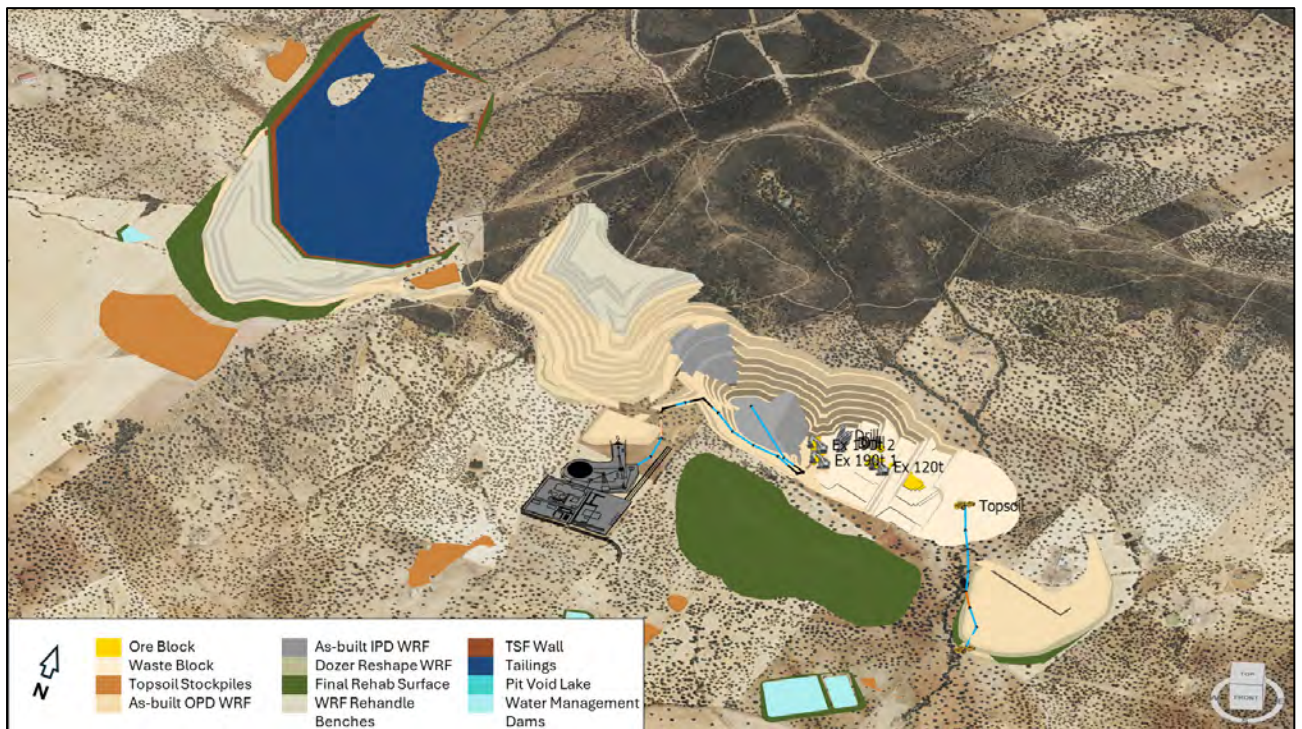 Drill
Ex 190t 2
Ex 190t 1
Ex 120t
Topsoil
N
Ore Block
Waste Block
Topsoil Stockpiles
As-built OPD WRF
As-built IPD WRF
Dozer Reshape WRF
Final Rehab Surface
WRF Rehandle
Benches
TSF Wall
Tailings
Pit Void Lake
Water Management
Dams
FRONT